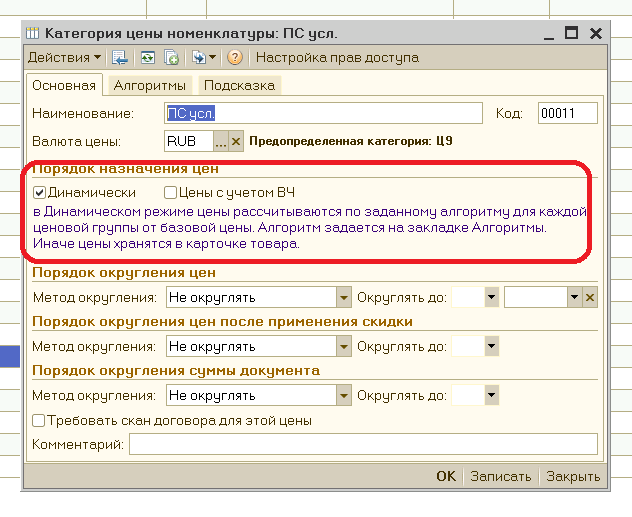 Категория цены номенклатуры: ПС усл.
Действия Настройка прав доступа
Основная Алгоритмы Подсказка
Наименование: ПС усл. Код: 00011
Валюта цены: RUB ... Предопределенная категория: Ц9
Порядок назначения цен
Динамически Цены с учетом ВЧ
в Динамическом режиме цены рассчитываются по заданному алгоритму для каждой
ценовой группы от базовой цены. Алгоритм задается на закладке Алгоритмы.
Иначе цены хранятся в карточке товара.
Порядок округления цен
Метод округления: Не округлять Округлять до:
Порядок округления цен после применения скидки
Метод округления: Не округлять Округлять до:
Порядок округления суммы документа
Метод округления: Не округлять Округлять до:
Требовать скан договора для этой цены
Комментарий:
OK Записать Закрыть